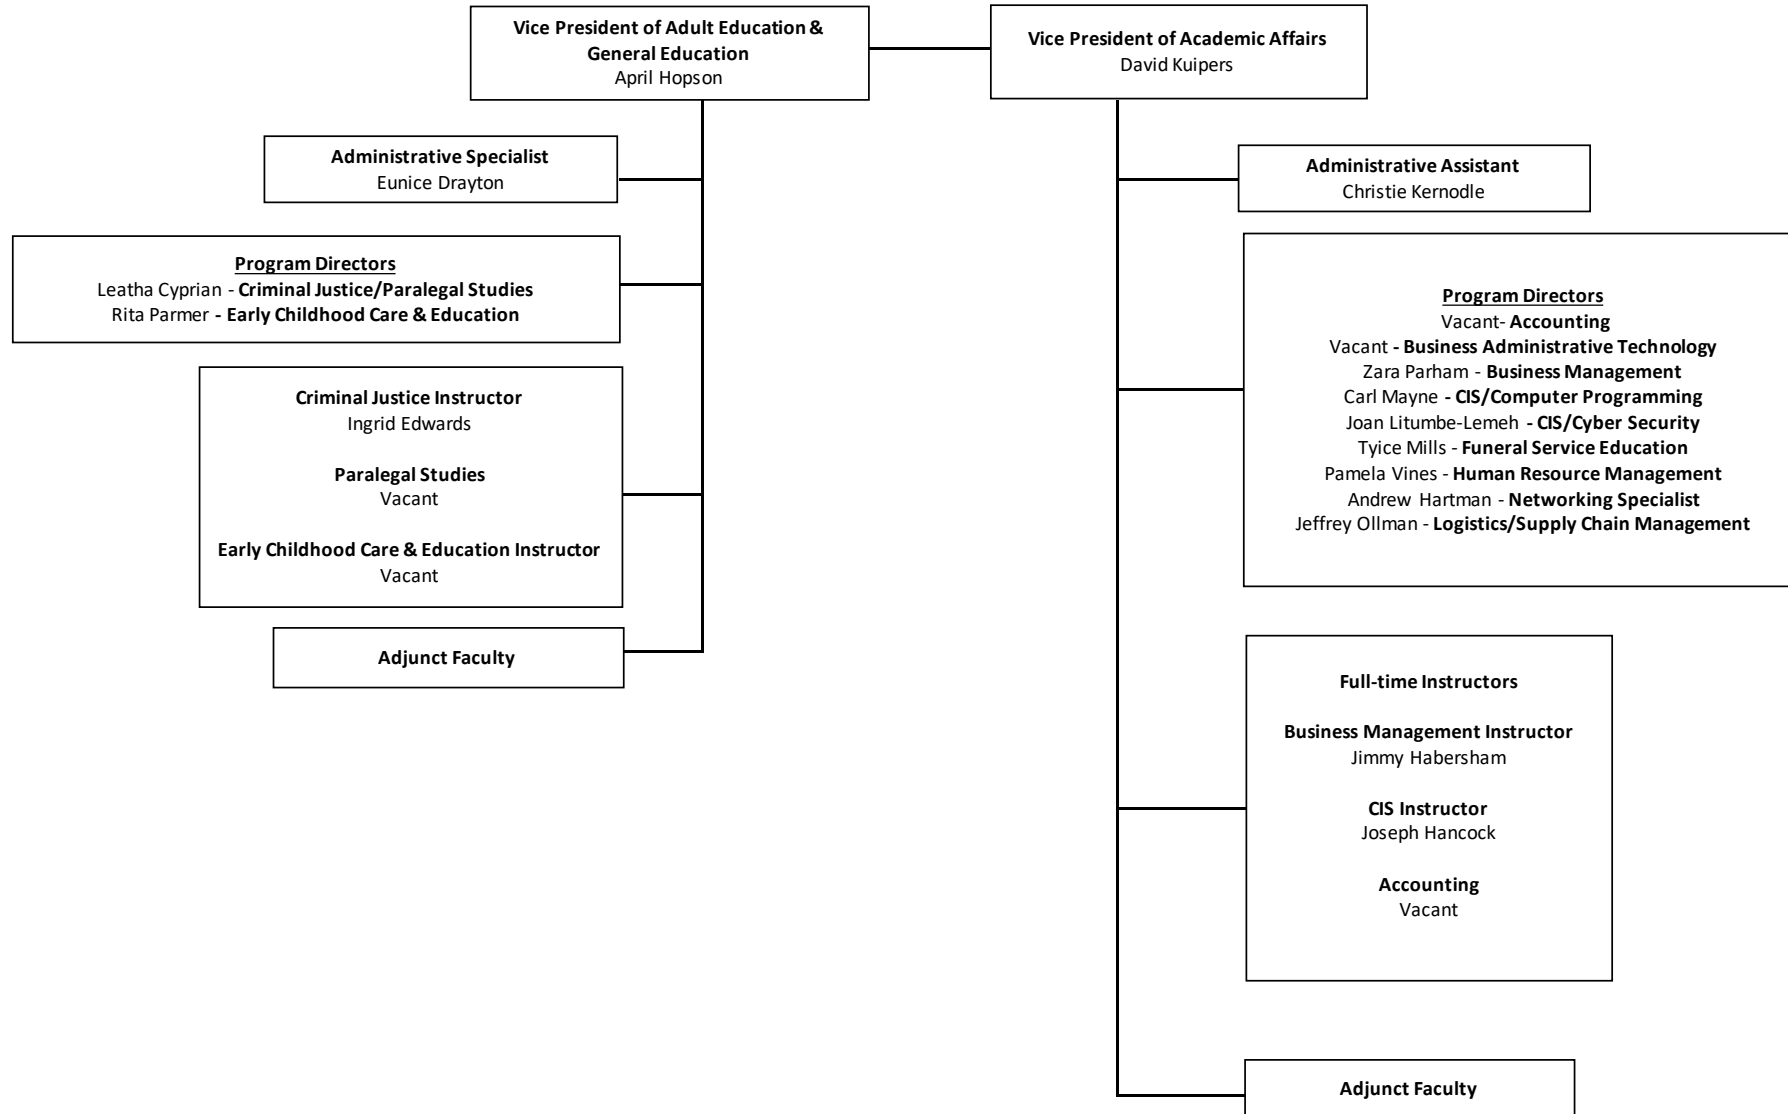 Vice President of Adult Education &
General Education
April Hopson
Vice President of Academic Affairs
David Kuipers
Administrative Specialist
Eunice Drayton
Administrative Assistant
Christie Kernodle
Program Directors
Leatha Cyprian - Criminal Justice/Paralegal Studies
Rita Parmer - Early Childhood Care & Education
Program Directors
Vacant- Accounting
Vacant - Business Administrative Technology
Zara Parham - Business Management
Carl Mayne - CIS/Computer Programming
Joan Litumbe-Lemeh - CIS/Cyber Security
Tyice Mills - Funeral Service Education
Pamela Vines - Human Resource Management
Andrew Hartman - Networking Specialist
Jeffrey Ollman - Logistics/Supply Chain Management
Criminal Justice Instructor
Ingrid Edwards
Paralegal Studies
Vacant
Early Childhood Care & Education Instructor
Vacant
Adjunct Faculty
Full-time Instructors
Business Management Instructor
Jimmy Habersham
CIS Instructor
Joseph Hancock
Accounting
Vacant
Adjunct Faculty